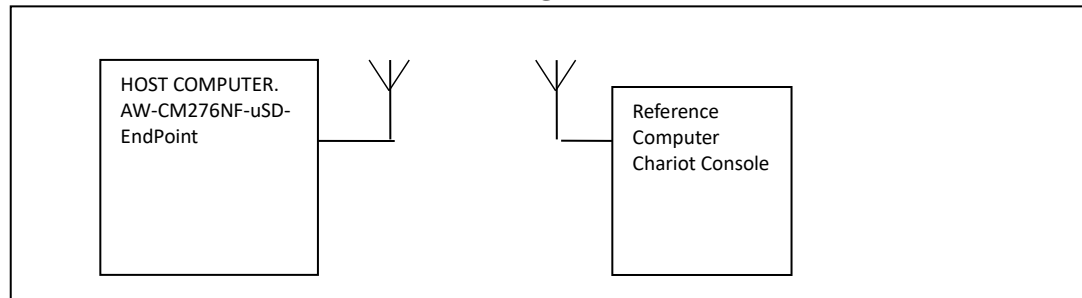 HOST COMPUTER.
AW-CM276NF-uSD-
EndPoint
Reference
Computer
Chariot Console